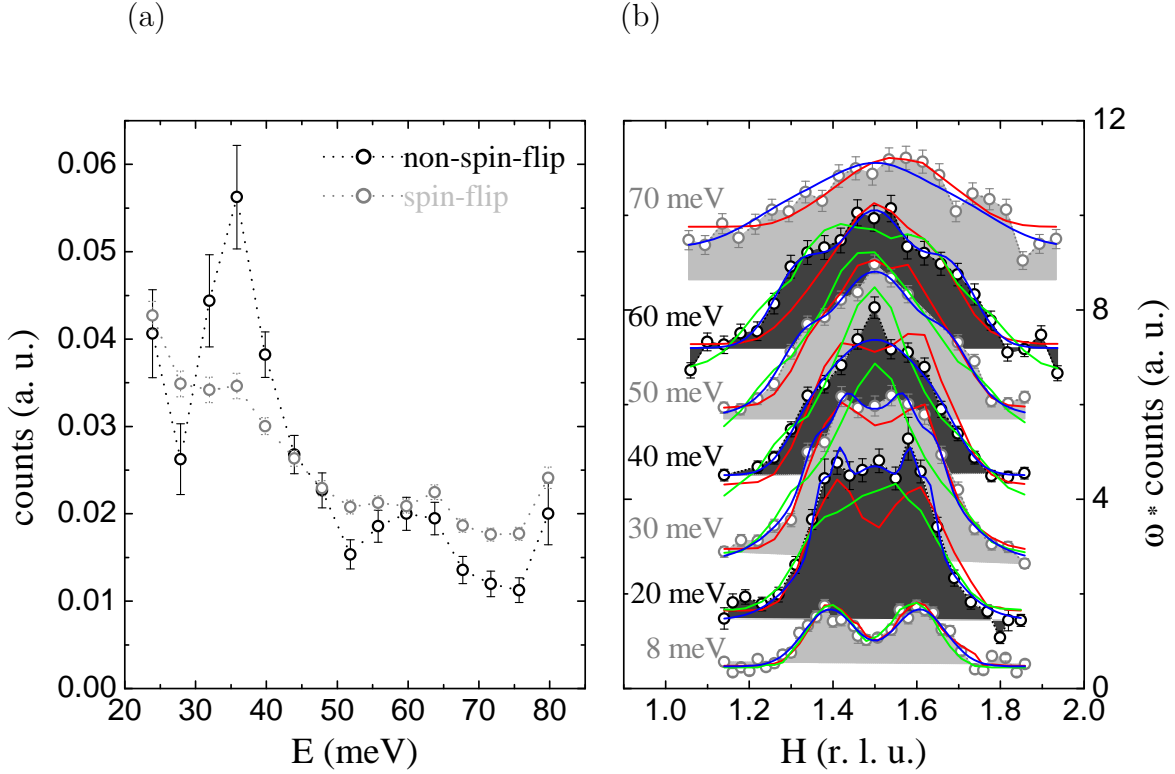 (a)
(b)
0.06
0.05
0.04
0.03
0.02
0.01
0.00
counts (a. u.)
non-spin-flip
spin-flip
20 30 40 50 60 70 80
E (meV)
70 meV
60 meV
50 meV
40 meV
30 meV
20 meV
8 meV
12
8
4
0
ω * counts (a. u.)
1.0 1.2 1.4 1.6 1.8 2.0
H (r. l. u.)